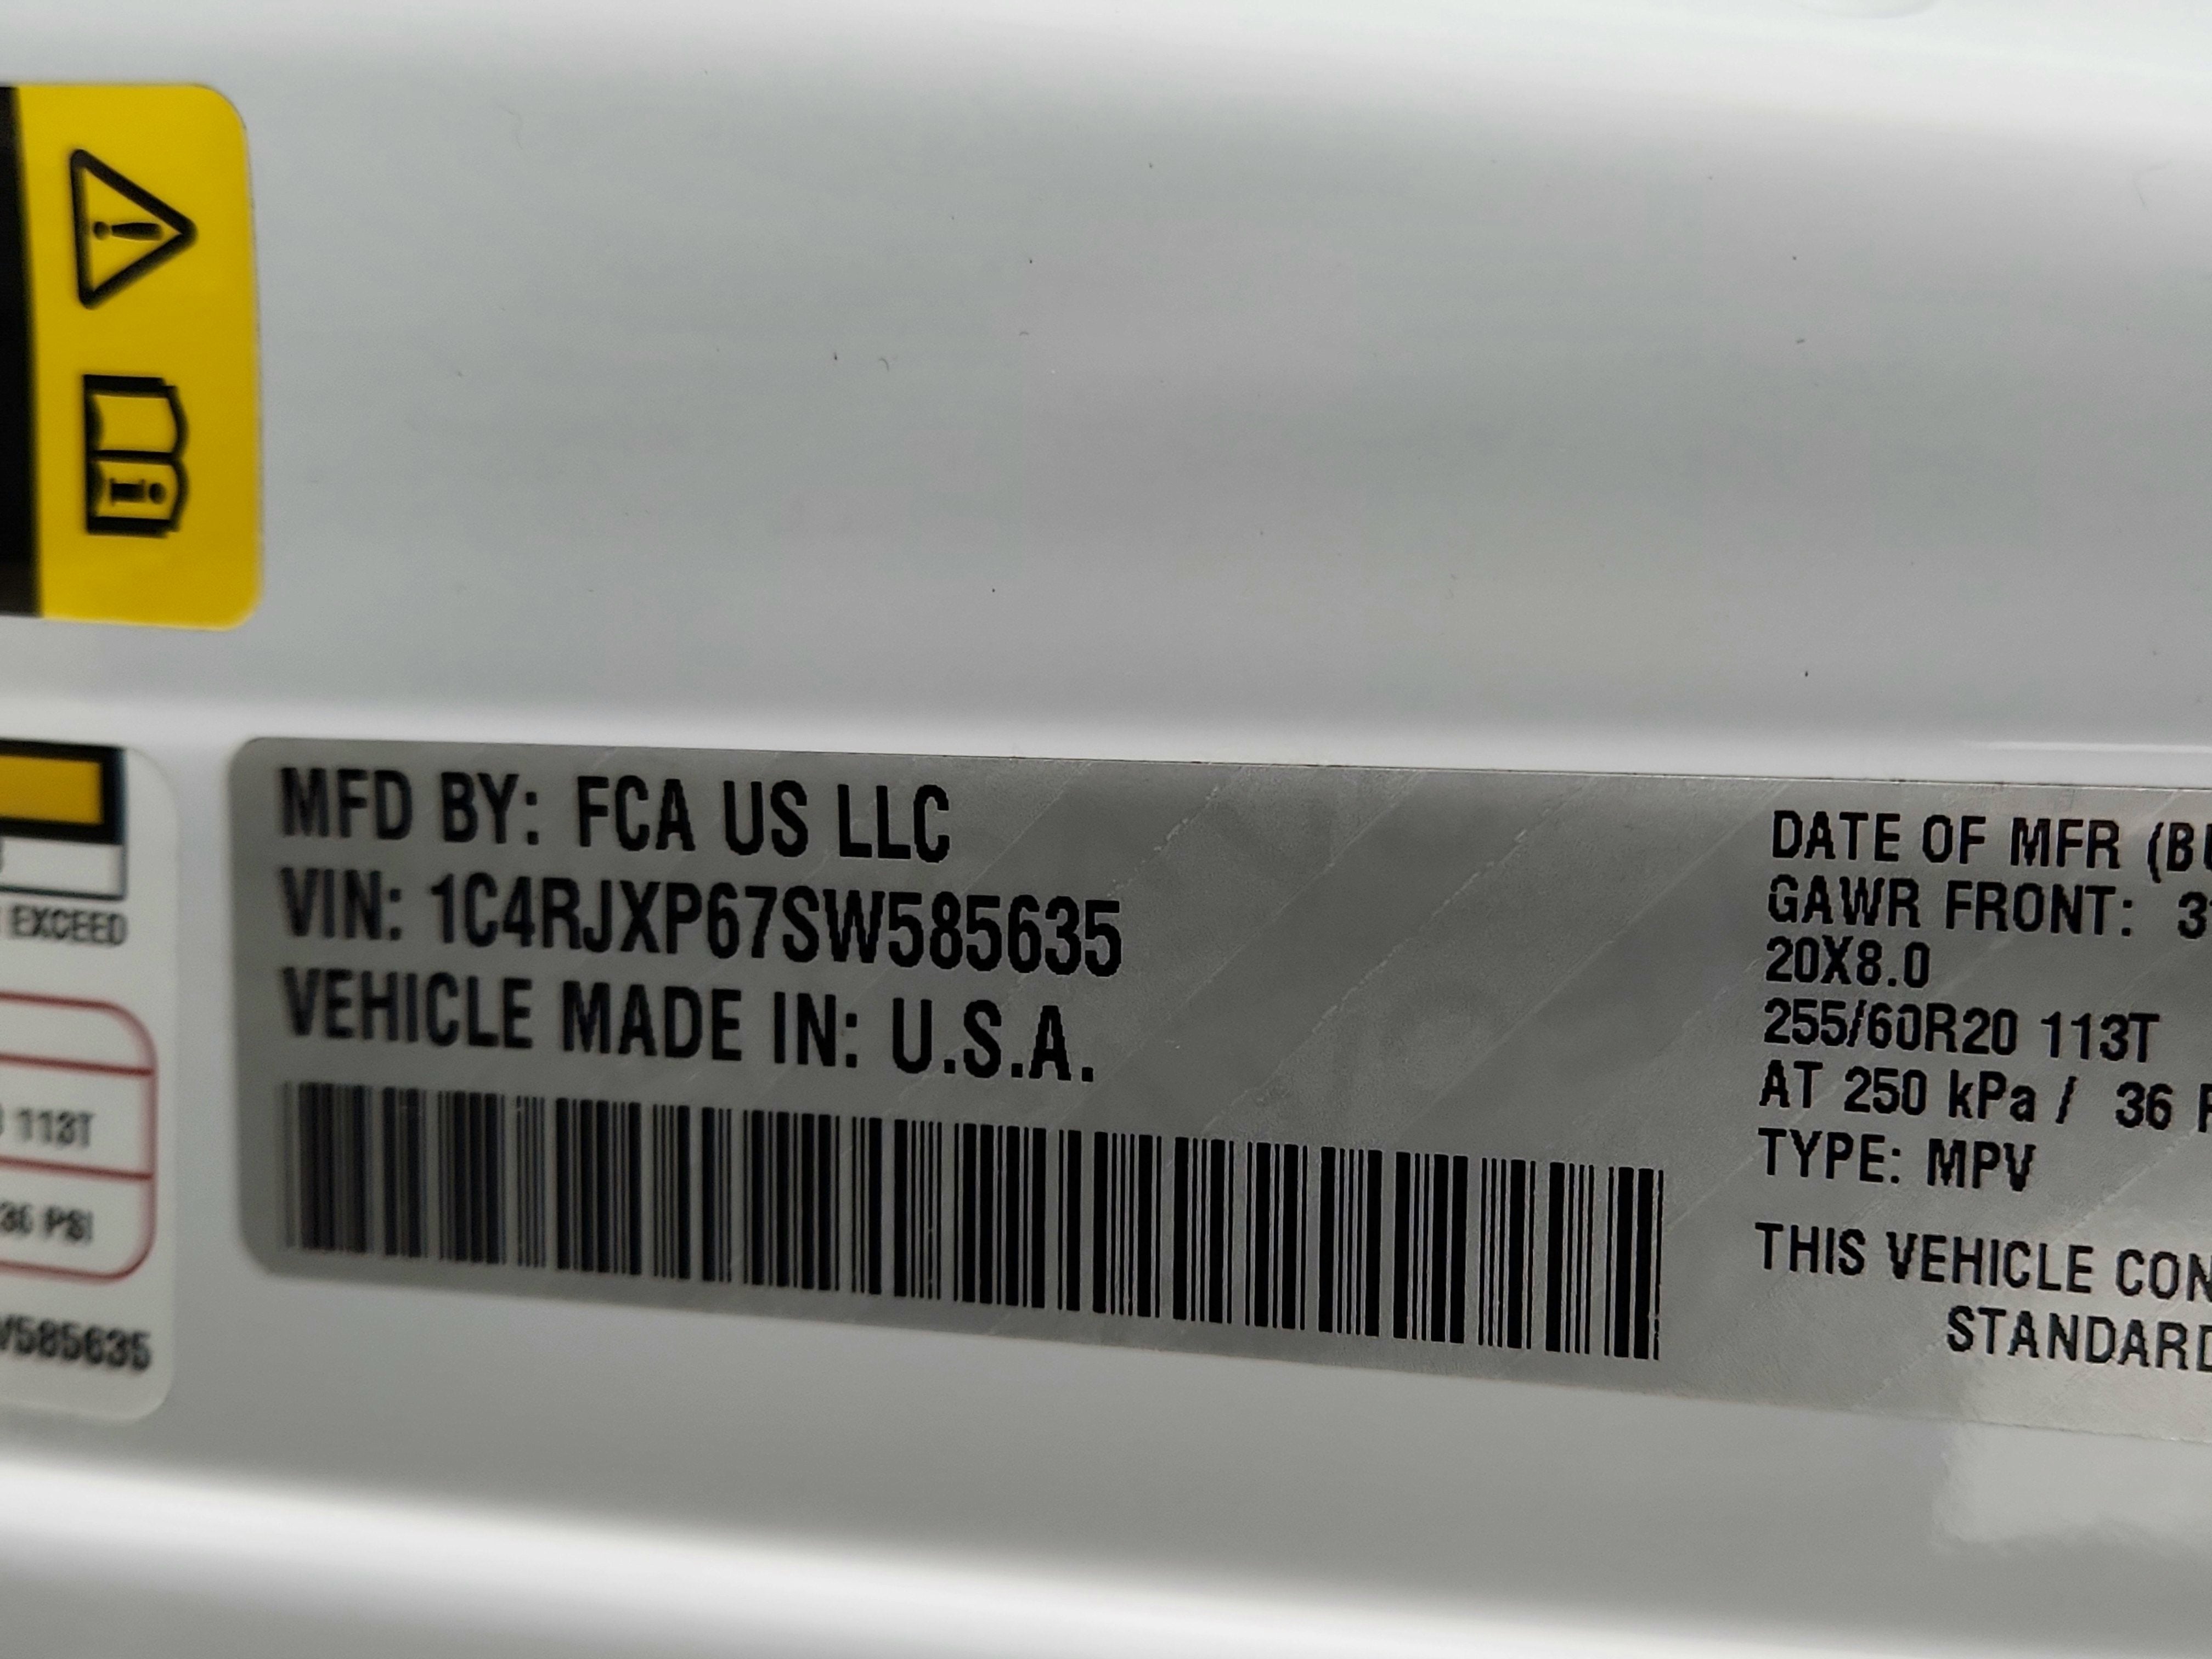 EXCEED
113T
36 PSI
585635
MFD BY: FCA US LLC
VIN: 1C4RJXP67SW585635
VEHICLE MADE IN: U.S.A.
DATE OF MFR
GAWR FRONT:
20X8.0
255/60R20 113T
AT 250 kPa / 36
TYPE: MPV
THIS VEHICLE